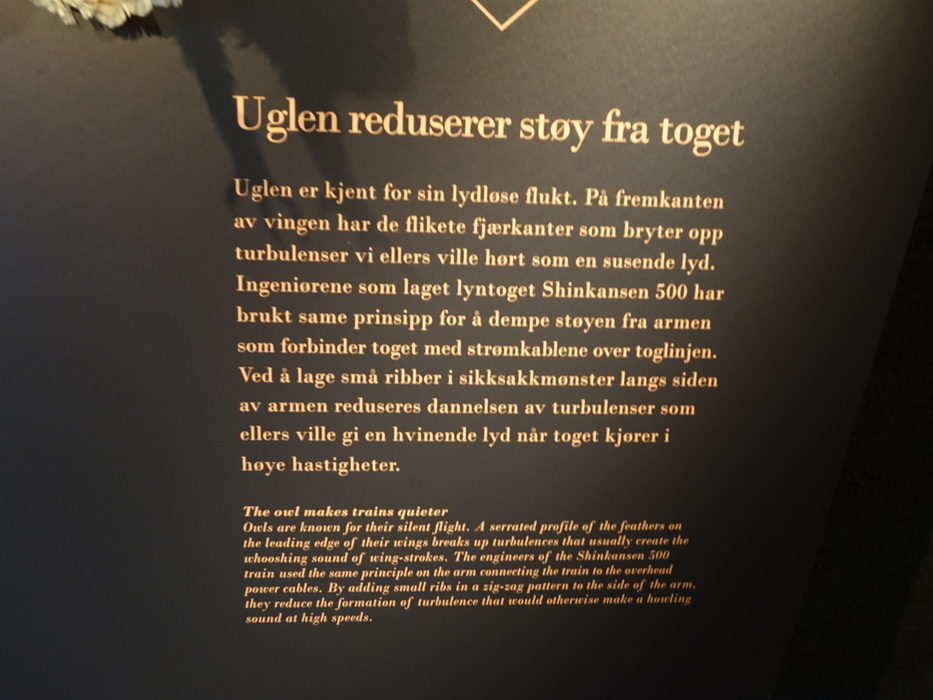 Uglen reduserer støy fra toget
Uglen er kjent for sin lydløse flukt. På fremkanten
av vingen har de flikete fjærkanter som bryter opp
turbulenser vi ellers ville hørt som en susende lyd.
Ingeniørene som laget lyntoget Shinkansen 500 har
brukt same prinsipp for å dempe støyen fra armen
som forbinder toget med strømkablene over toglinjen.
Ved å lage små ribber i sikksakkmønster langs siden
av armen reduseres dannelsen av turbulenser som
ellers ville gi en hvinende lyd når toget kjører i
høye hastigheter.
The owl makes trains quieter
Owls are known for their silent flight. A serrated profile of the feathers on
the leading edge of their wings breaks up turbulences that usually create the
whooshing sound of wing-strokes. The engineers of the Shinkansen 500
train used the same principle on the arm connecting the train to the overhead
power cables. By adding small ribs in a zig-zag pattern to the side of the arm,
they reduce the formation of turbulence that would otherwise make a howling
sound at high speeds.